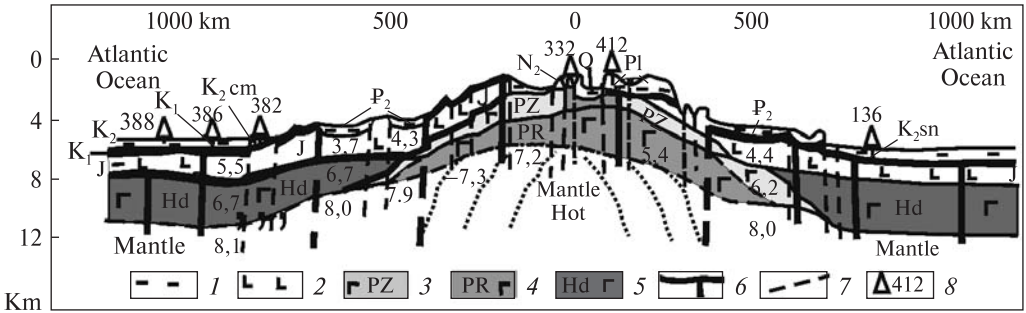 1000 km 500 0 500 1000 km
0
4
8
12
Km
Atlantic
Ocean
Atlantic
Ocean
N₂ 332 Q 412 Pl
K₂ cm
K₁
388 386 382
P₂
K₂
K₁
J
5,5
J
3,7
4,3
J
PZ
PR
PZ
P₂
136
K₂sn
4,4
J
Hd
6,7
Hd
6,7
8,0
7.9
7,3
7,2
5,4
6,2
8,0
Hd
8,1
Mantle
Mantle
Hot
Mantle
1 2 PZ 3 PR 4 Hd 5 6 7 412 8